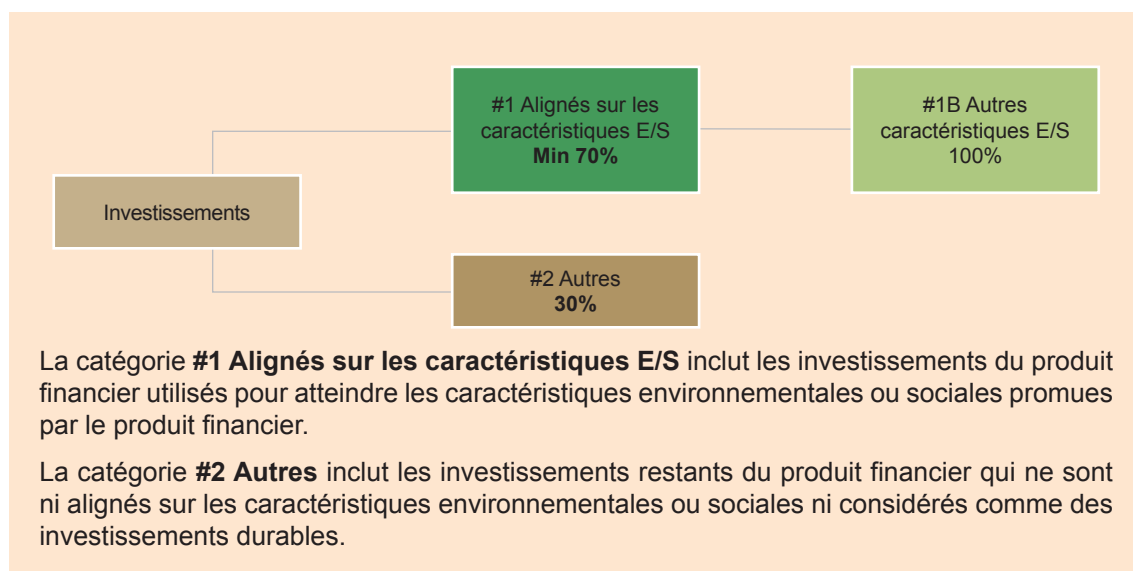 #1 Alignés sur les
caractéristiques E/S
Min 70%
#1B Autres
caractéristiques E/S
100%
Investissements
#2 Autres
30%
La catégorie #1 Alignés sur les caractéristiques E/S inclut les investissements du produit
financier utilisés pour atteindre les caractéristiques environnementales ou sociales promues
par le produit financier.
La catégorie #2 Autres inclut les investissements restants du produit financier qui ne sont
ni alignés sur les caractéristiques environnementales ou sociales ni considérés comme des
investissements durables.